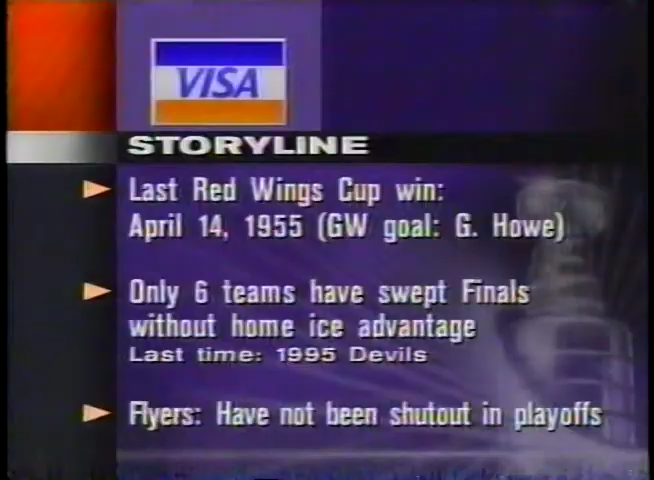 VISA
STORYLINE
Last Red Wings Cup win:
April 14, 1955 (GW goal: G. Howe)
Only 6 teams have swept Finals
without home ice advantage
Last time: 1995 Devils
Flyers: Have not been shutout in playoffs